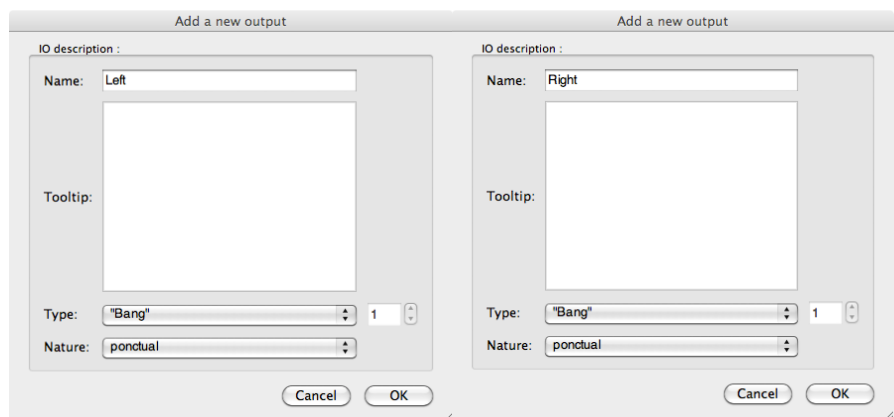 Add a new output
IO description :
Name: Left
Tooltip:
Type: "Bang" 1
Nature: ponctual
Cancel OK
Add a new output
IO description :
Name: Right
Tooltip:
Type: "Bang" 1
Nature: ponctual
Cancel OK